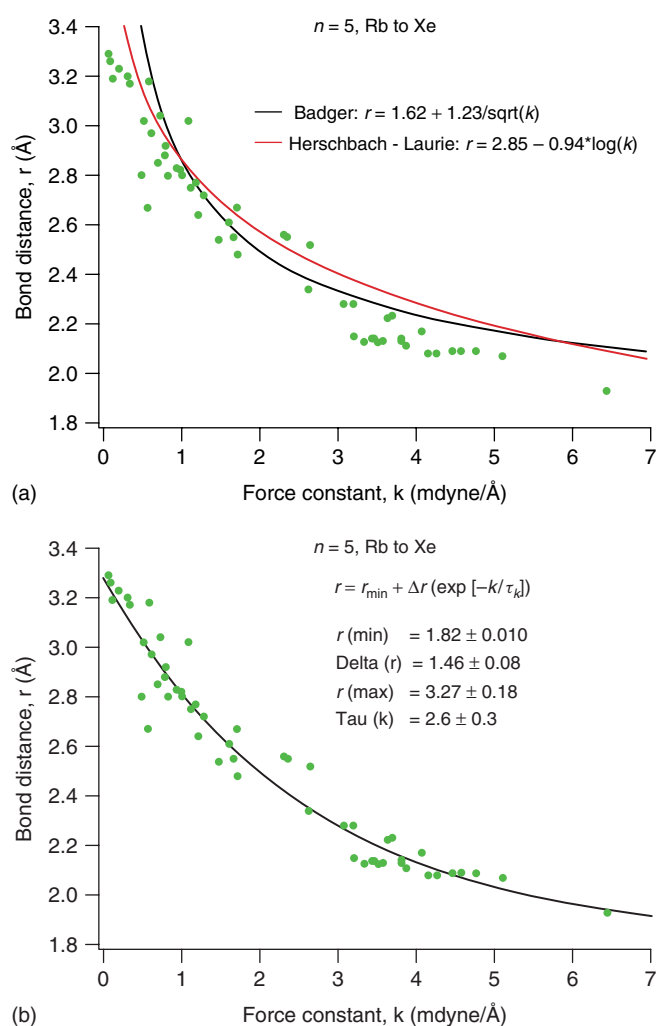 n = 5, Rb to Xe
Badger: r = 1.62 + 1.23/sqrt(k)
Herschbach - Laurie: r = 2.85 − 0.94*log(k)
Bond distance, r (Å)
3.4
3.2
3.0
2.8
2.6
2.4
2.2
2.0
1.8
0 1 2 3 4 5 6 7
(a) Force constant, k (mdyne/Å)
n = 5, Rb to Xe
r = r min + Δr (exp [−k/τk])
r (min) = 1.82 ± 0.010
Delta (r) = 1.46 ± 0.08
r (max) = 3.27 ± 0.18
Tau (k) = 2.6 ± 0.3
Bond distance, r (Å)
3.4
3.2
3.0
2.8
2.6
2.4
2.2
2.0
1.8
0 1 2 3 4 5 6 7
(b) Force constant, k (mdyne/Å)